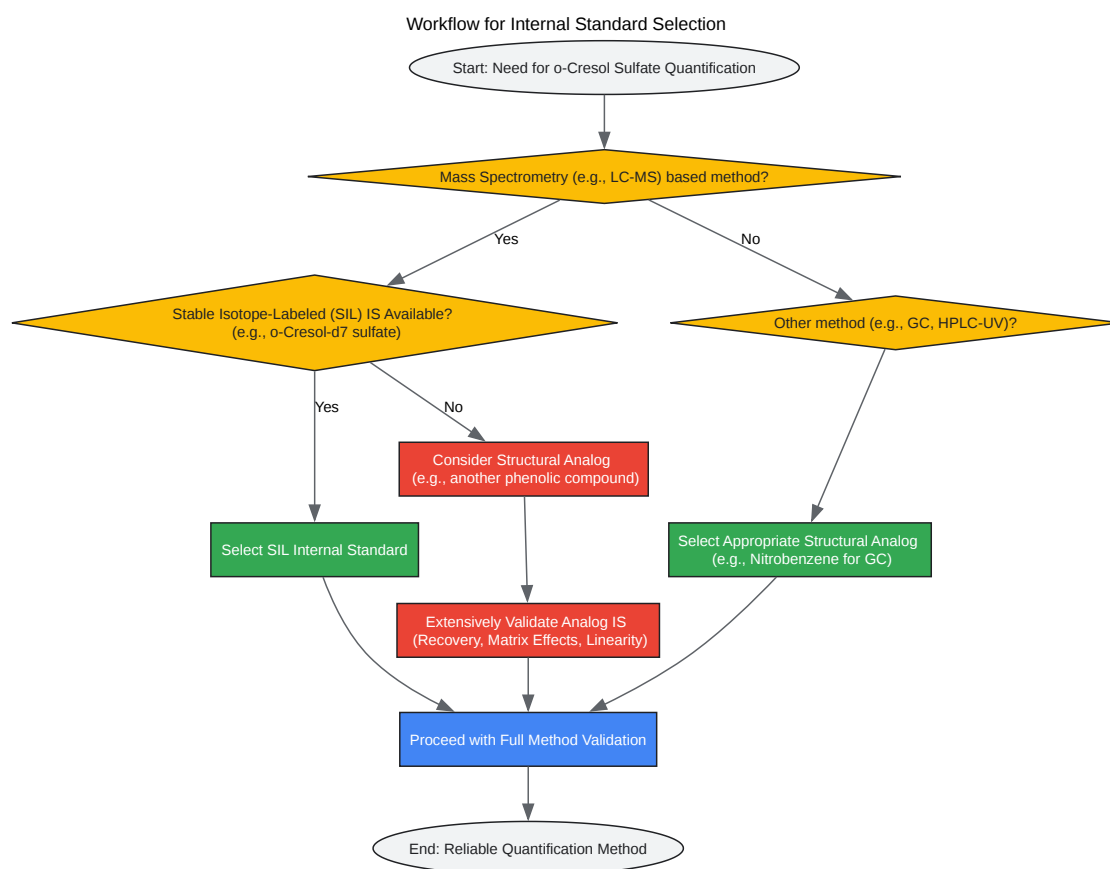 Workflow for Internal Standard Selection
Start: Need for o-Cresol Sulfate Quantification
Mass Spectrometry (e.g., LC-MS) based method?
Yes
No
Stable Isotope-Labeled (SIL) IS Available?
(e.g., o-Cresol-d7 sulfate)
Other method (e.g., GC, HPLC-UV)?
Yes
No
Consider Structural Analog
(e.g., another phenolic compound)
Select SIL Internal Standard
Select Appropriate Structural Analog
(e.g., Nitrobenzene for GC)
Extensively Validate Analog IS
(Recovery, Matrix Effects, Linearity)
Proceed with Full Method Validation
End: Reliable Quantification Method